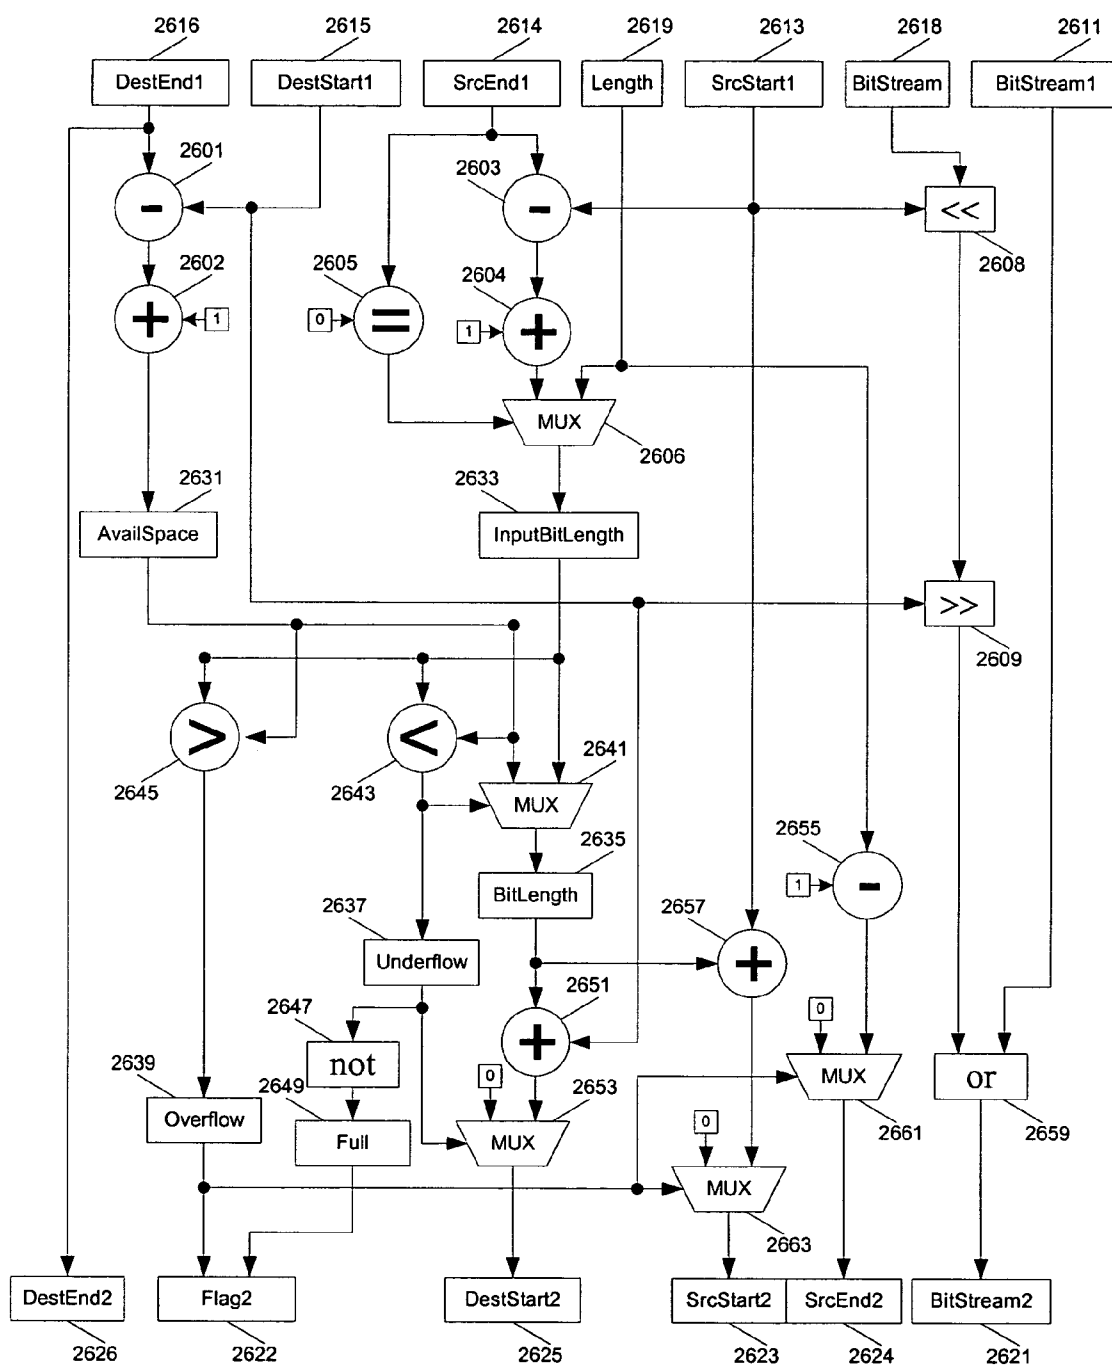 2616 2615 2614 2619 2613 2618 2611
DestEnd1 DestStart1 SrcEnd1 Length SrcStart1 BitStream BitStream1
2601 2603
- - <<
2608
2602 2605 2604
+ 1 0 = 1 +
MUX
2606
2631 2633
AvailSpace InputBitLength
>>
2609
> <
2645 2643 2641
MUX
2655
2635
1 -
BitLength
2637 2657
Underflow +
2651
2647 0
not +
2639 2649 0 2653 MUX or
Overflow Full MUX 0 2661 2659
MUX
2663
DestEnd2 Flag2 DestStart2 SrcStart2 SrcEnd2 BitStream2
2626 2622 2625 2623 2624 2621